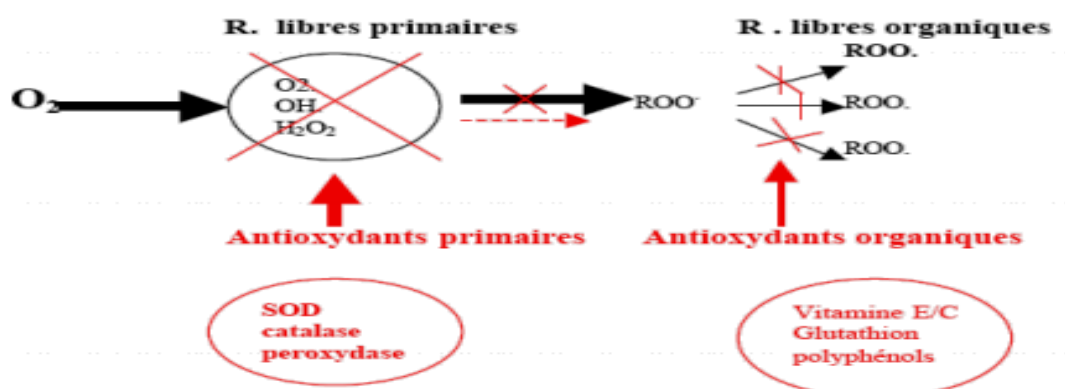 R. libres primaires
R . libres organiques
O₂
O2.
OH.
H₂O₂
ROO·
ROO.
ROO.
ROO.
Antioxydants primaires
Antioxydants organiques
SOD
catalase
peroxydase
Vitamine E/C
Glutathion
polyphénols